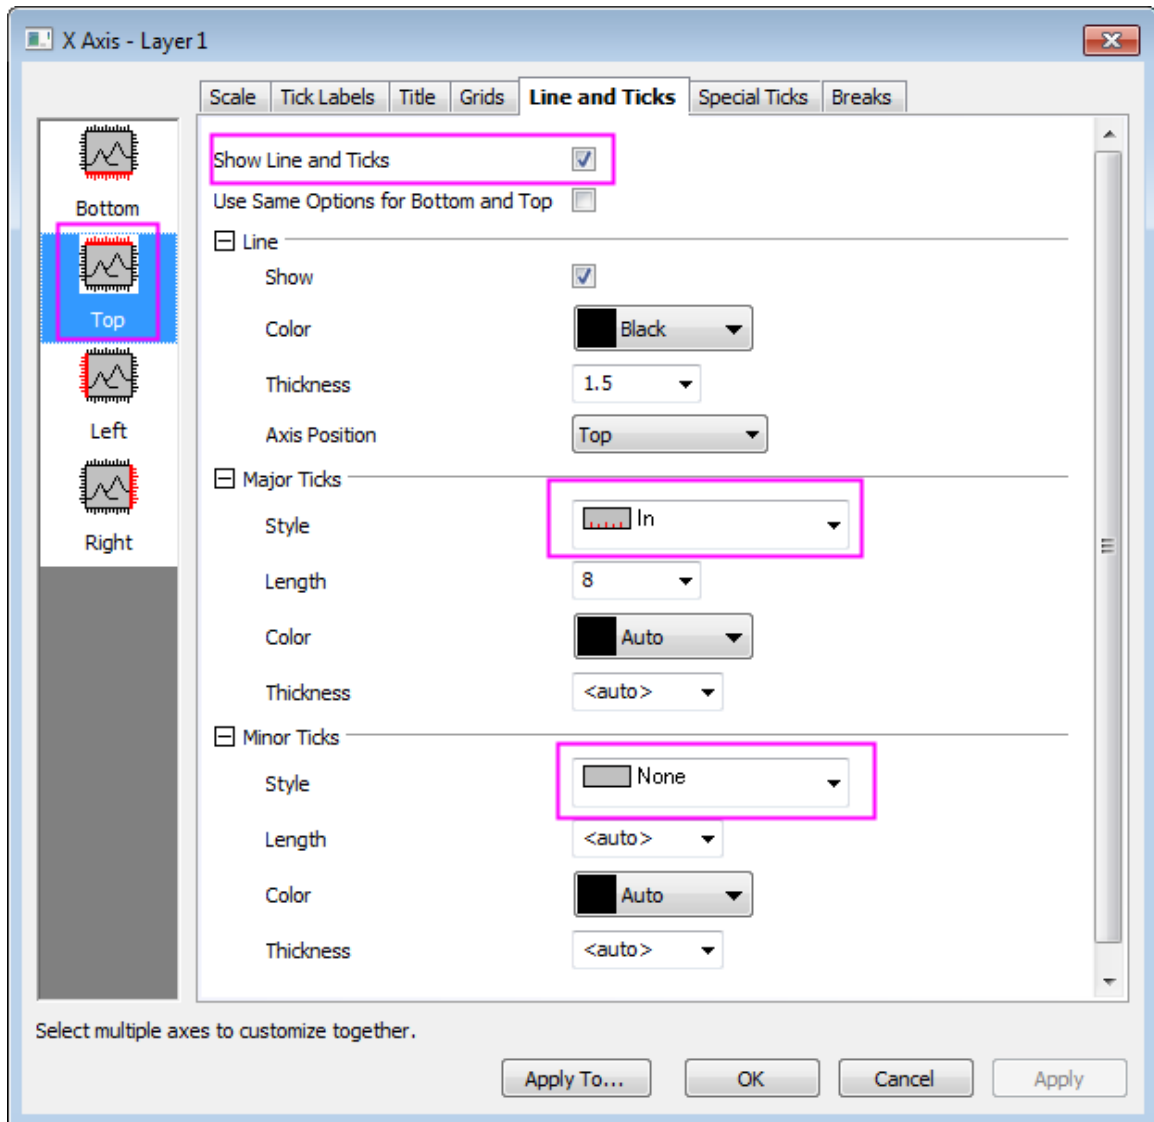 X Axis - Layer 1
Scale Tick Labels Title Grids Line and Ticks Special Ticks Breaks
Bottom
Top
Left
Right
Show Line and Ticks
Use Same Options for Bottom and Top
Line
Show
Color Black
Thickness 1.5
Axis Position Top
Major Ticks
Style In
Length 8
Color Auto
Thickness <auto>
Minor Ticks
Style None
Length <auto>
Color Auto
Thickness <auto>
Select multiple axes to customize together.
Apply To... OK Cancel Apply